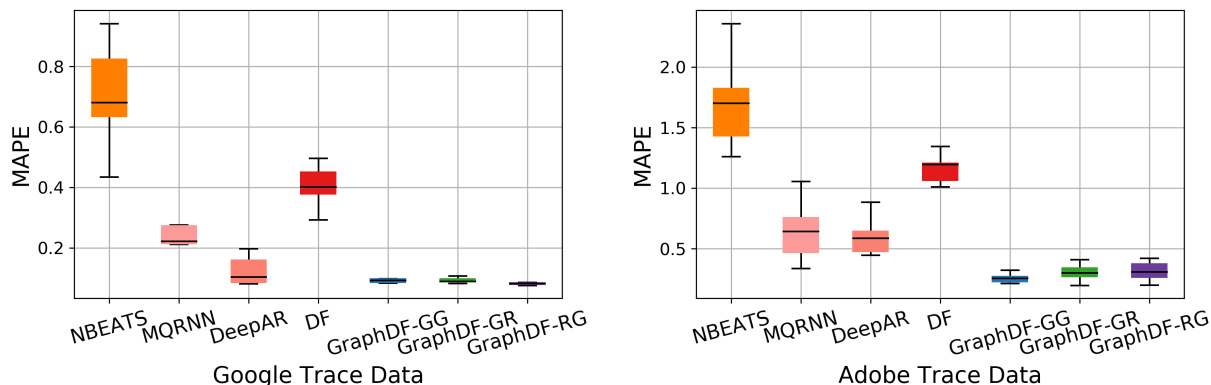 MAPE
0.8
0.6
0.4
0.2
NBEATS
MQRNN
DeepAR
DF
GraphDF-GG
GraphDF-GR
GraphDF-RG
Google Trace Data
MAPE
2.0
1.5
1.0
0.5
NBEATS
MQRNN
DeepAR
DF
GraphDF-GG
GraphDF-GR
GraphDF-RG
Adobe Trace Data